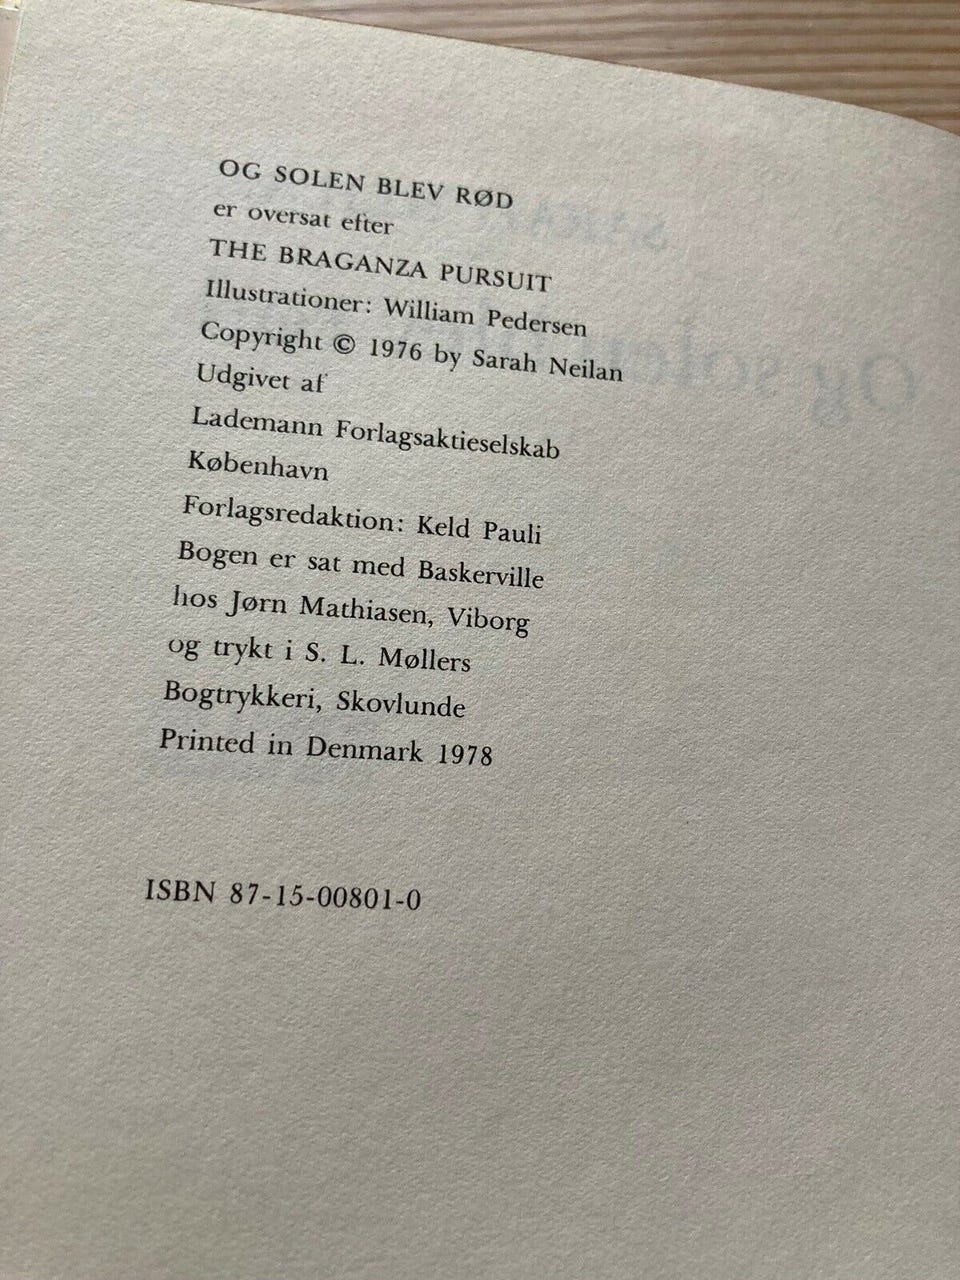 OG SOLEN BLEV RØD
er oversat efter
THE BRAGANZA PURSUIT
Illustrationer: William Pedersen
Copyright © 1976 by Sarah Neilan
Udgivet af
Lademann Forlagsaktieselskab
København
Forlagsredaktion: Keld Pauli
Bogen er sat med Baskerville
hos Jørn Mathiasen, Viborg
og trykt i S. L. Møllers
Bogtrykkeri, Skovlunde
Printed in Denmark 1978
ISBN 87-15-00801-0